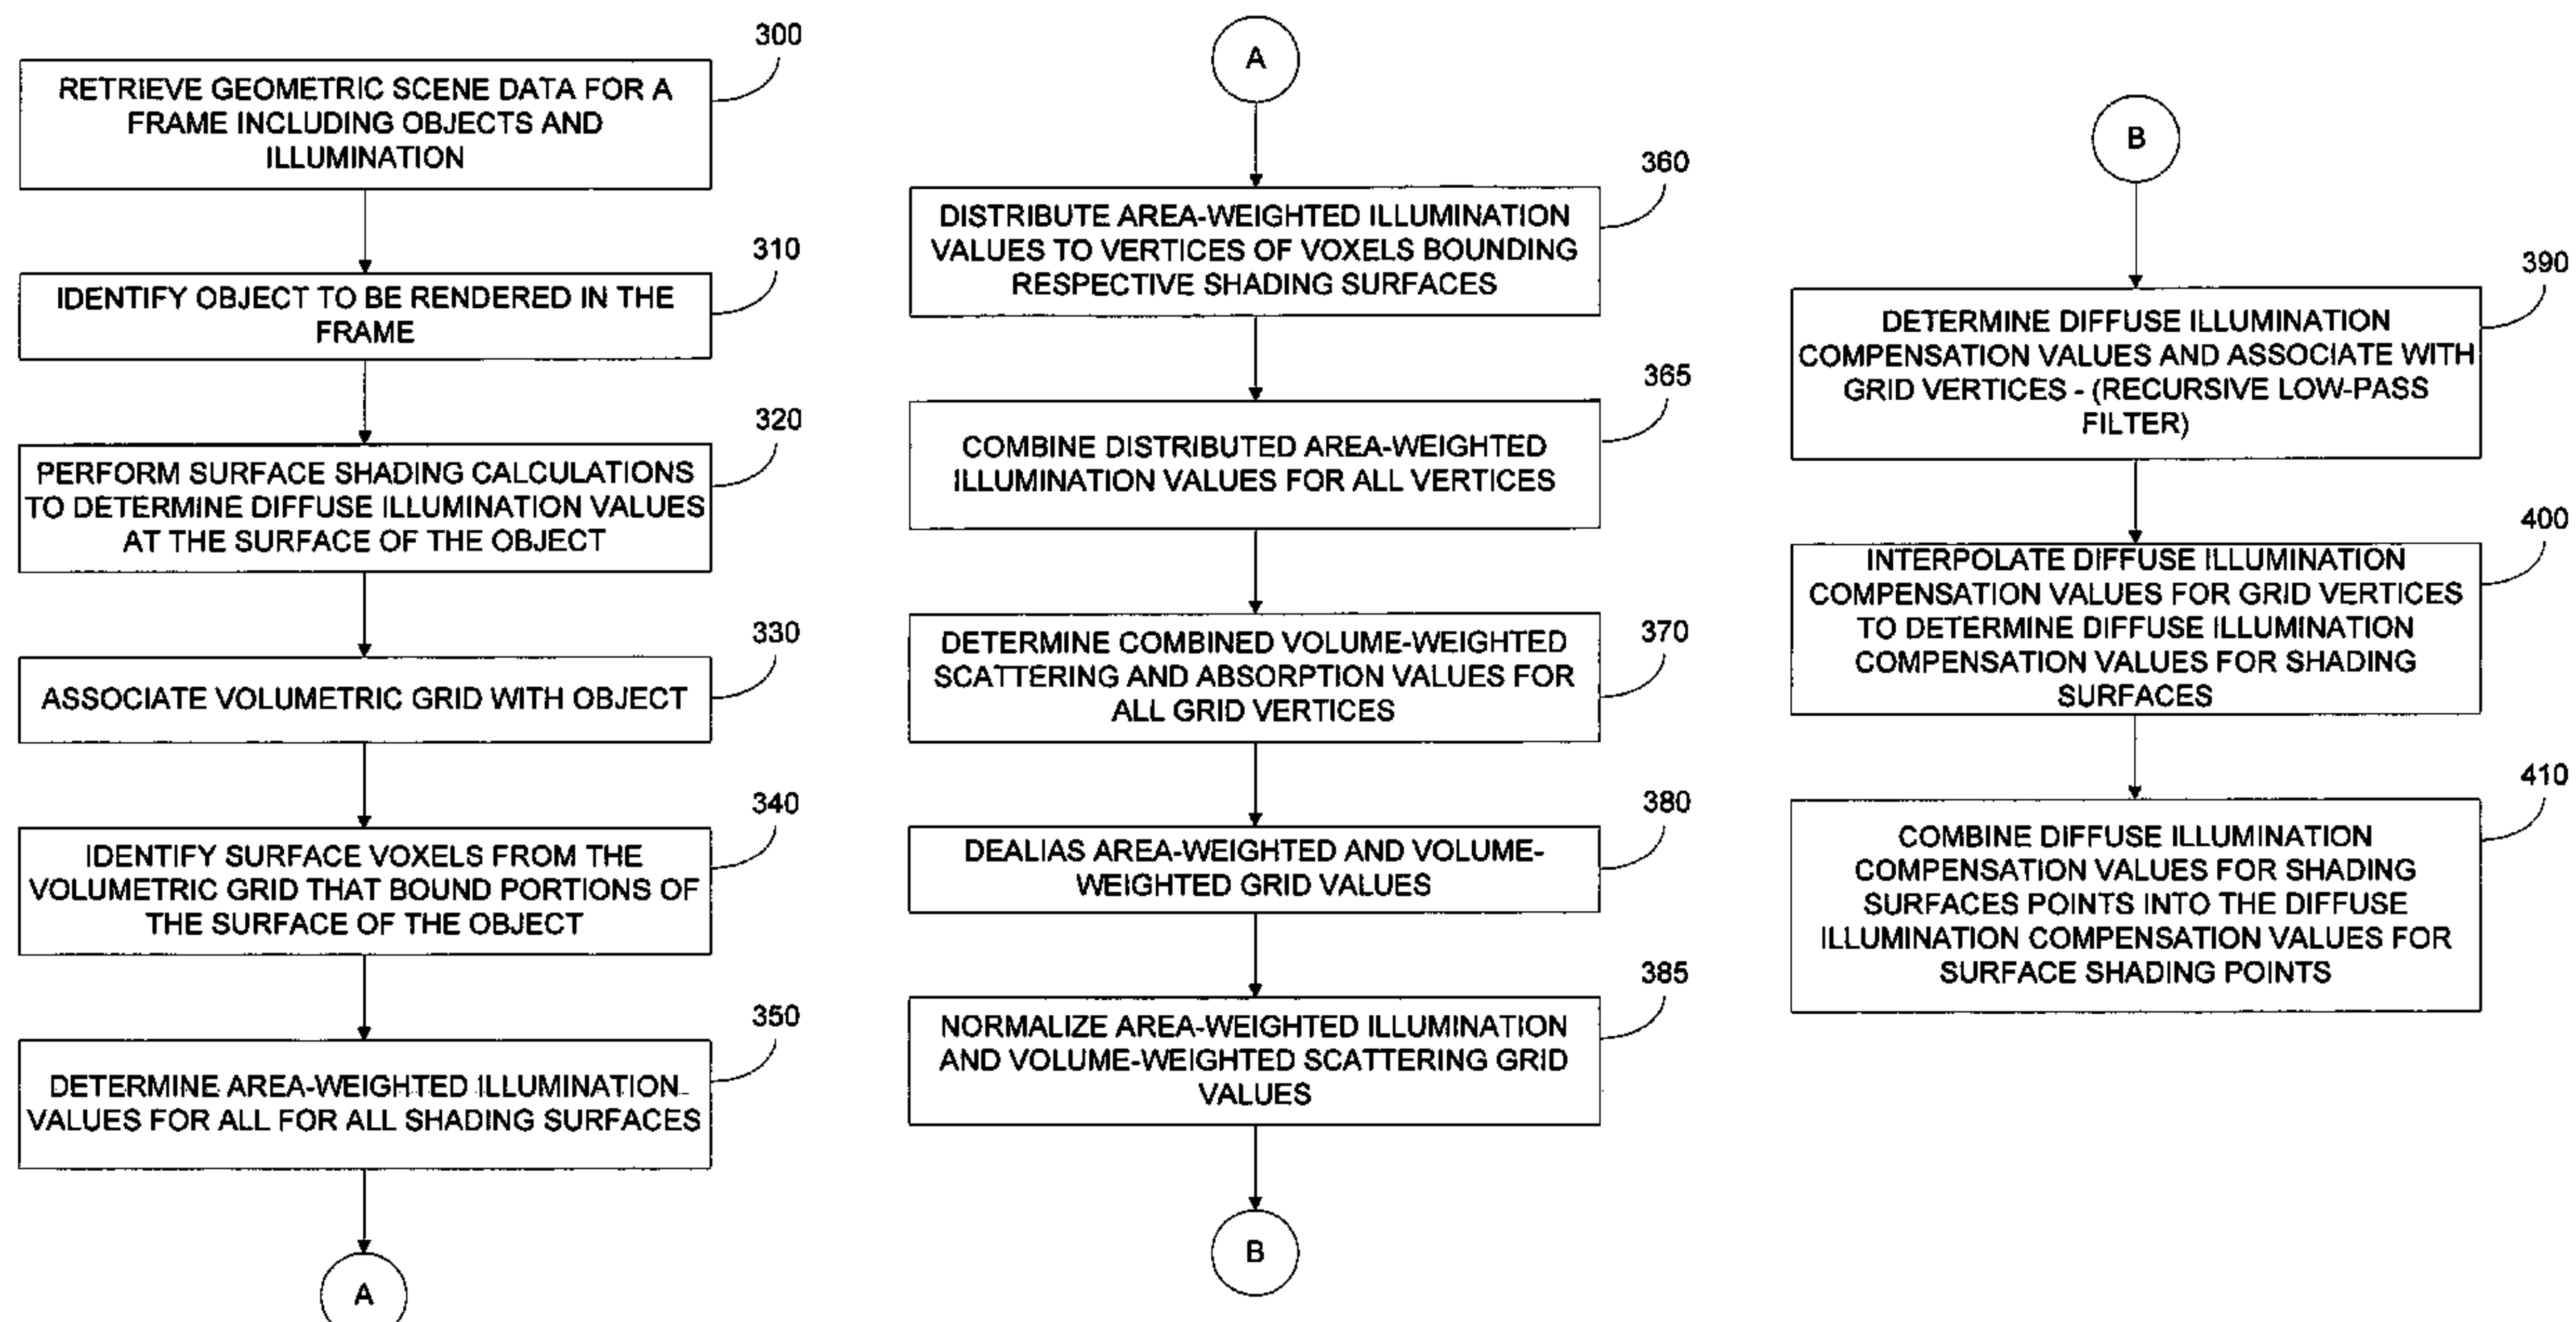 300
RETRIEVE GEOMETRIC SCENE DATA FOR A
FRAME INCLUDING OBJECTS AND
ILLUMINATION
310
IDENTIFY OBJECT TO BE RENDERED IN THE
FRAME
320
PERFORM SURFACE SHADING CALCULATIONS
TO DETERMINE DIFFUSE ILLUMINATION VALUES
AT THE SURFACE OF THE OBJECT
330
ASSOCIATE VOLUMETRIC GRID WITH OBJECT
340
IDENTIFY SURFACE VOXELS FROM THE
VOLUMETRIC GRID THAT BOUND PORTIONS OF
THE SURFACE OF THE OBJECT
350
DETERMINE AREA-WEIGHTED ILLUMINATION
VALUES FOR ALL FOR ALL SHADING SURFACES
A
A
360
DISTRIBUTE AREA-WEIGHTED ILLUMINATION
VALUES TO VERTICES OF VOXELS BOUNDING
RESPECTIVE SHADING SURFACES
365
COMBINE DISTRIBUTED AREA-WEIGHTED
ILLUMINATION VALUES FOR ALL VERTICES
370
DETERMINE COMBINED VOLUME-WEIGHTED
SCATTERING AND ABSORPTION VALUES FOR
ALL GRID VERTICES
380
DEALIAS AREA-WEIGHTED AND VOLUME-
WEIGHTED GRID VALUES
385
NORMALIZE AREA-WEIGHTED ILLUMINATION
AND VOLUME-WEIGHTED SCATTERING GRID
VALUES
B
B
390
DETERMINE DIFFUSE ILLUMINATION
COMPENSATION VALUES AND ASSOCIATE WITH
GRID VERTICES - (RECURSIVE LOW-PASS
FILTER)
400
INTERPOLATE DIFFUSE ILLUMINATION
COMPENSATION VALUES FOR GRID VERTICES
TO DETERMINE DIFFUSE ILLUMINATION
COMPENSATION VALUES FOR SHADING
SURFACES
410
COMBINE DIFFUSE ILLUMINATION
COMPENSATION VALUES FOR SHADING
SURFACES POINTS INTO THE DIFFUSE
ILLUMINATION COMPENSATION VALUES FOR
SURFACE SHADING POINTS